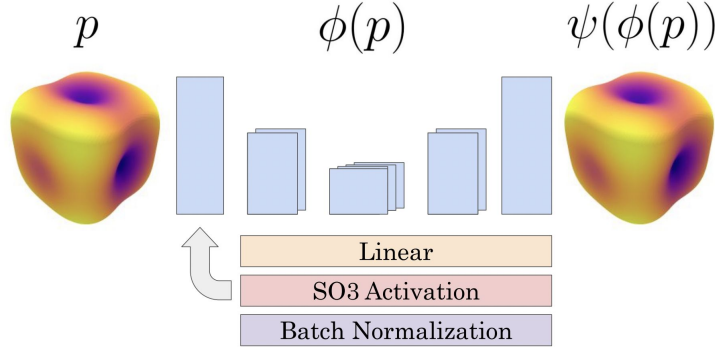 p
ϕ(p)
ψ(ϕ(p))
Linear
SO3 Activation
Batch Normalization